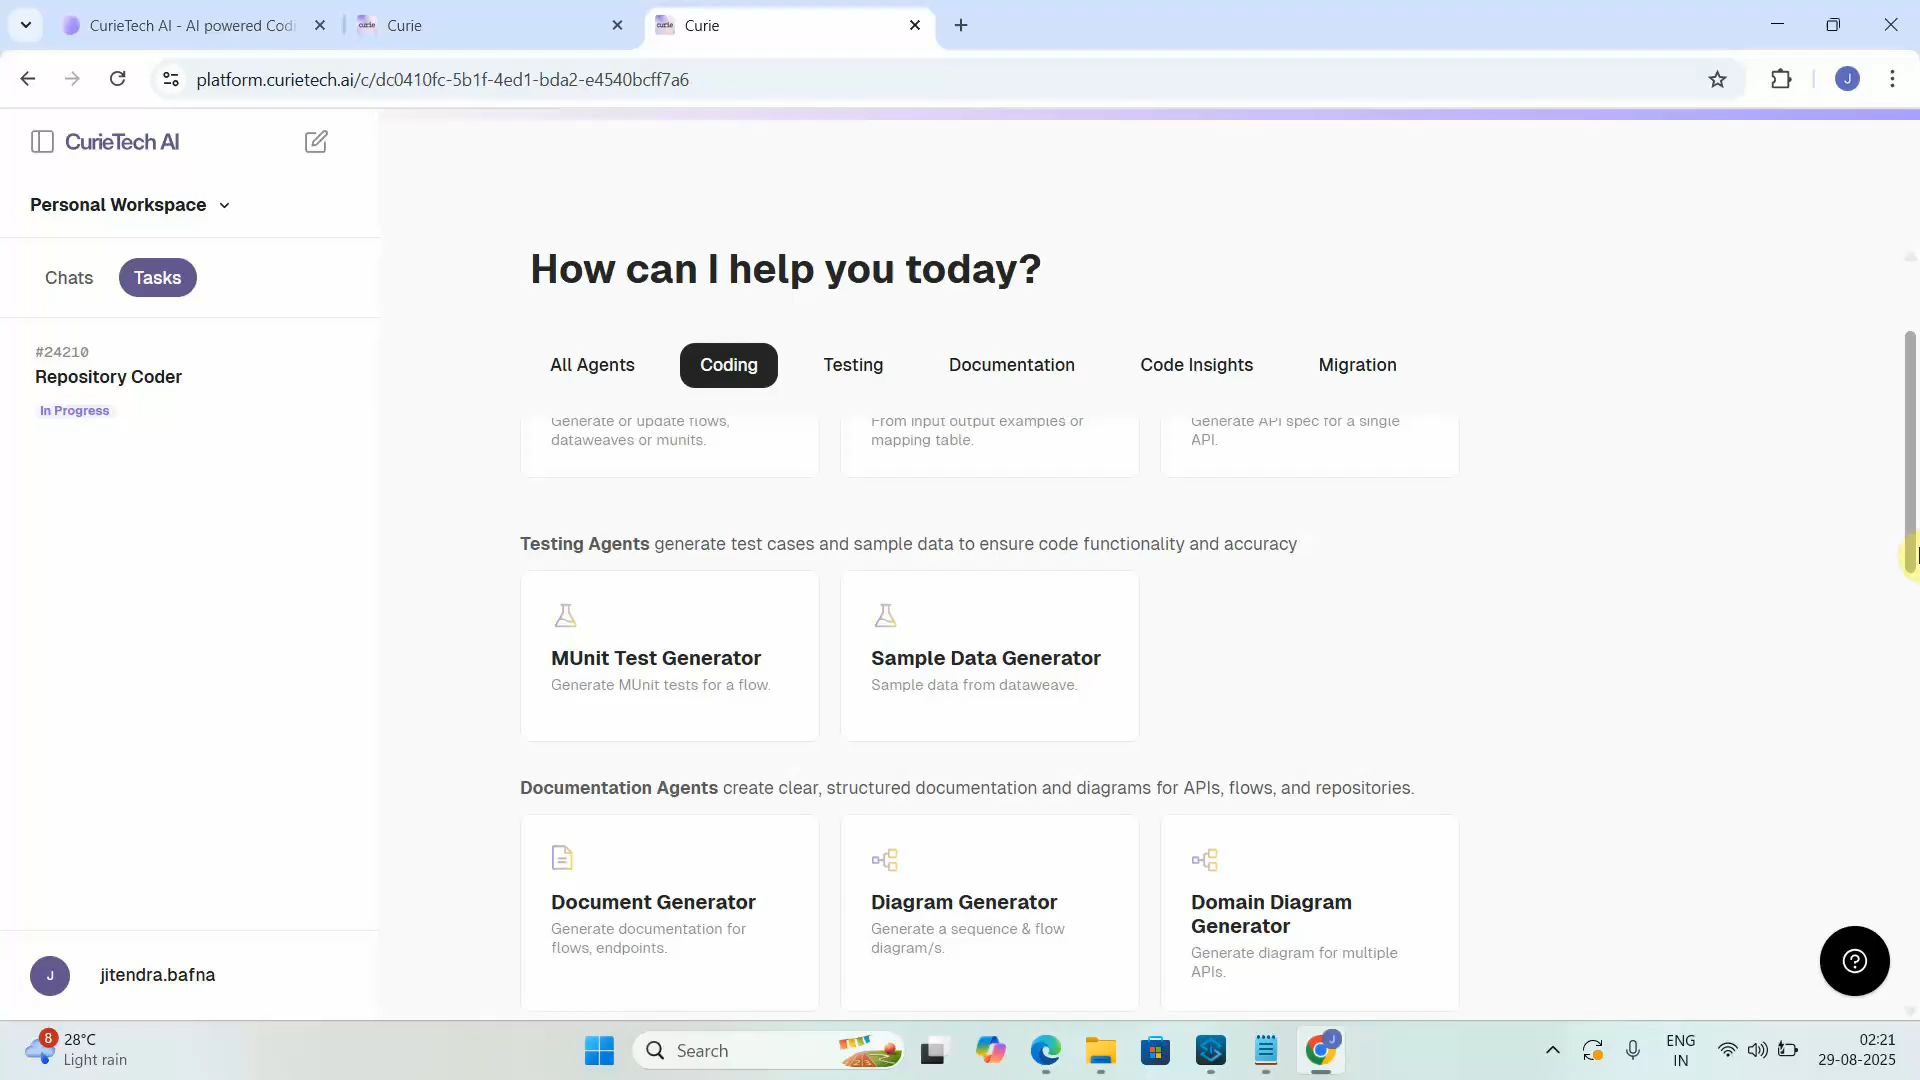 CurieTech AI - AI powered Codi
Curie
Curie
platform.curietech.ai/c/dc0410fc-5b1f-4ed1-bda2-e4540bcff7a6
J
CurieTech AI
Personal Workspace
Chats
Tasks
#24210
Repository Coder
In Progress
J
jitendra.bafna
How can I help you today?
All Agents
Coding
Testing
Documentation
Code Insights
Migration
Generate or update flows,
dataweaves or munits.
From input output examples or
mapping table.
Generate API spec for a single
API.
Testing Agents generate test cases and sample data to ensure code functionality and accuracy
MUnit Test Generator
Generate MUnit tests for a flow.
Sample Data Generator
Sample data from dataweave.
Documentation Agents create clear, structured documentation and diagrams for APIs, flows, and repositories.
Document Generator
Generate documentation for
flows, endpoints.
Diagram Generator
Generate a sequence & flow
diagram/s.
Domain Diagram
Generator
Generate diagram for multiple
APIs.
8
28°C
Light rain
Search
J
ENG
IN
02:21
29-08-2025